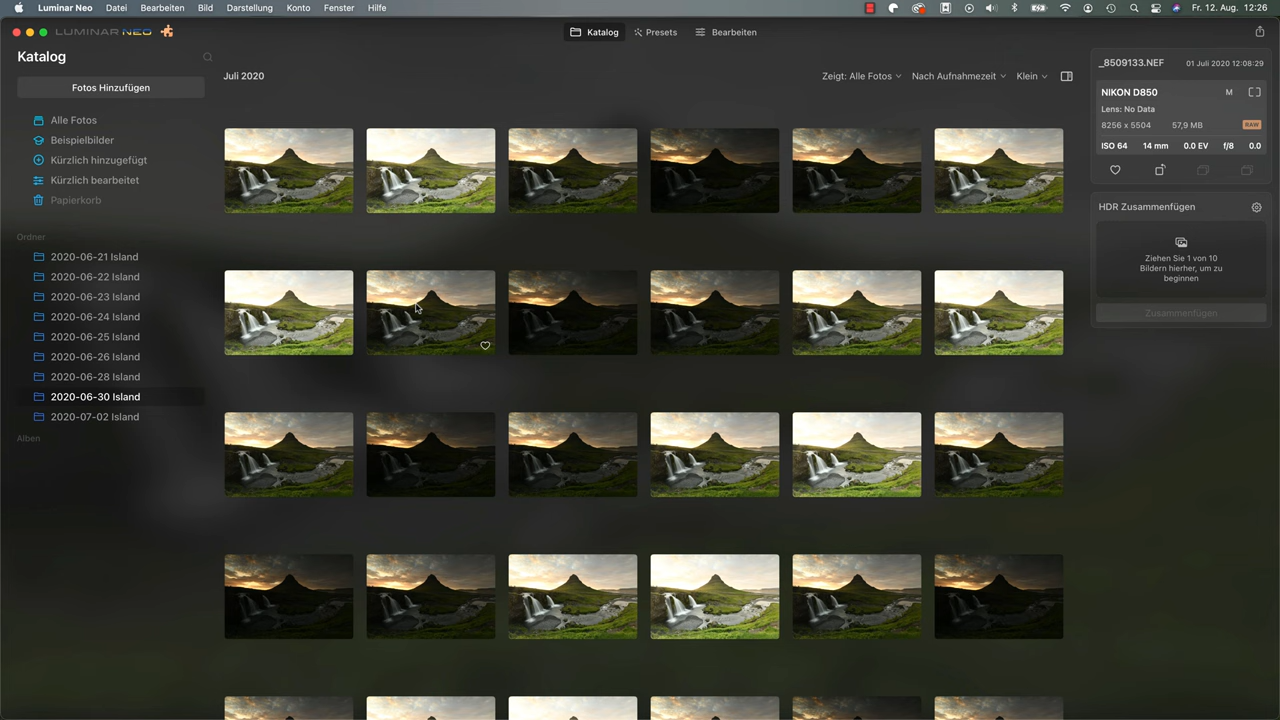 Luminar Neo Datei Bearbeiten Bild Darstellung Konto Fenster Hilfe Fr. 12. Aug. 12:26
LUMINAR NEO Katalog Presets Bearbeiten
Katalog
Fotos Hinzufügen
Alle Fotos
Beispielbilder
Kürzlich hinzugefügt
Kürzlich bearbeitet
Papierkorb
Ordner
2020-06-21 Island
2020-06-22 Island
2020-06-23 Island
2020-06-24 Island
2020-06-25 Island
2020-06-26 Island
2020-06-28 Island
2020-06-30 Island
2020-07-02 Island
Alben
Juli 2020 Zeigt: Alle Fotos Nach Aufnahmezeit Klein
_8509133.NEF 01 Juli 2020 12:08:29
NIKON D850 M
Lens: No Data
8256 x 5504 57,9 MB RAW
ISO 64 14 mm 0.0 EV f/8 0.0
HDR Zusammenfügen
Ziehen Sie 1 von 10
Bildern hierher, um zu
beginnen
Zusammenfügen